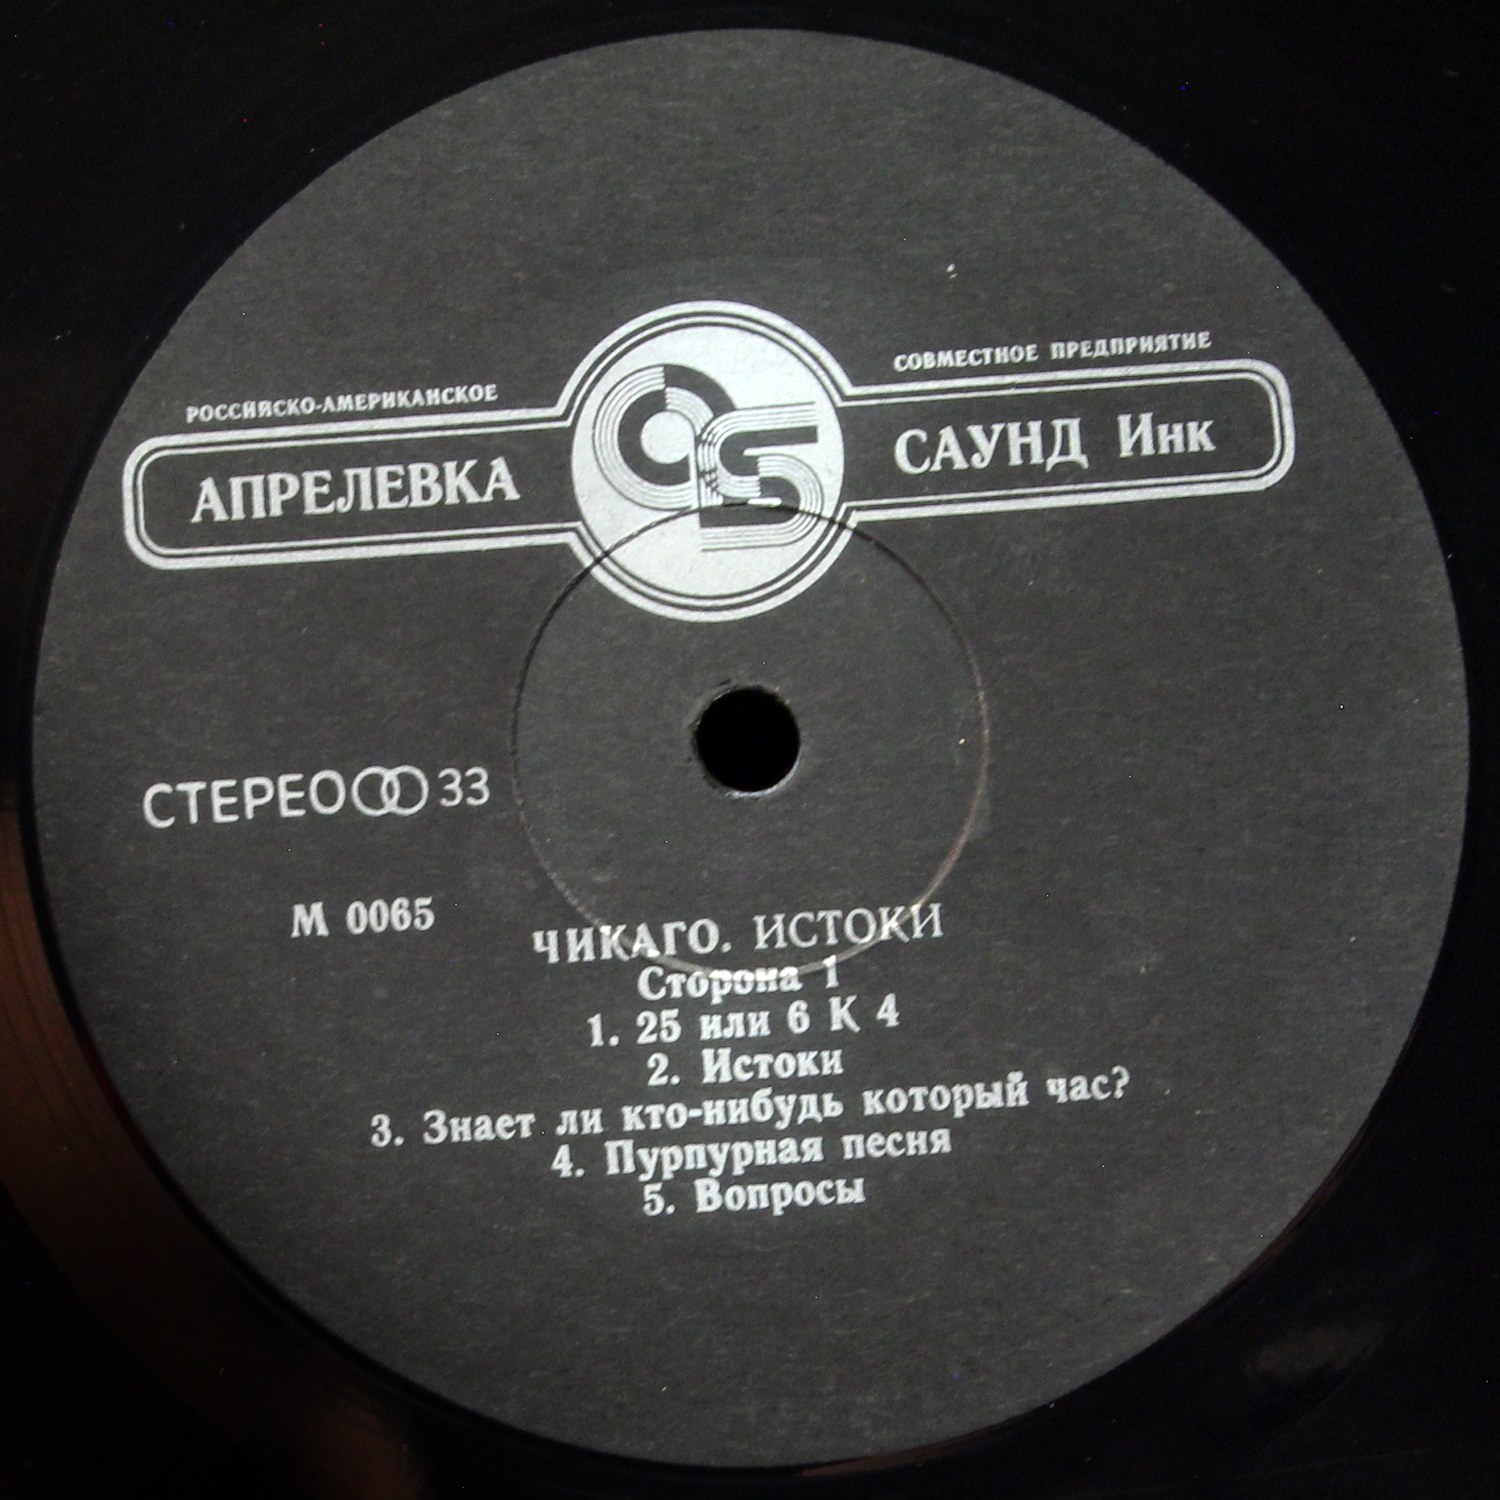 РОССИЙСКО-АМЕРИКАНСКОЕ
СОВМЕСТНОЕ ПРЕДПРИЯТИЕ
АПРЕЛЕВКА
САУНД Инк
СТЕРЕО 33
М 0065
ЧИКАГО. ИСТОКИ
Сторона 1
1. 25 или 6 К 4
2. Истоки
3. Знает ли кто-нибудь который час?
4. Пурпурная песня
5. Вопросы